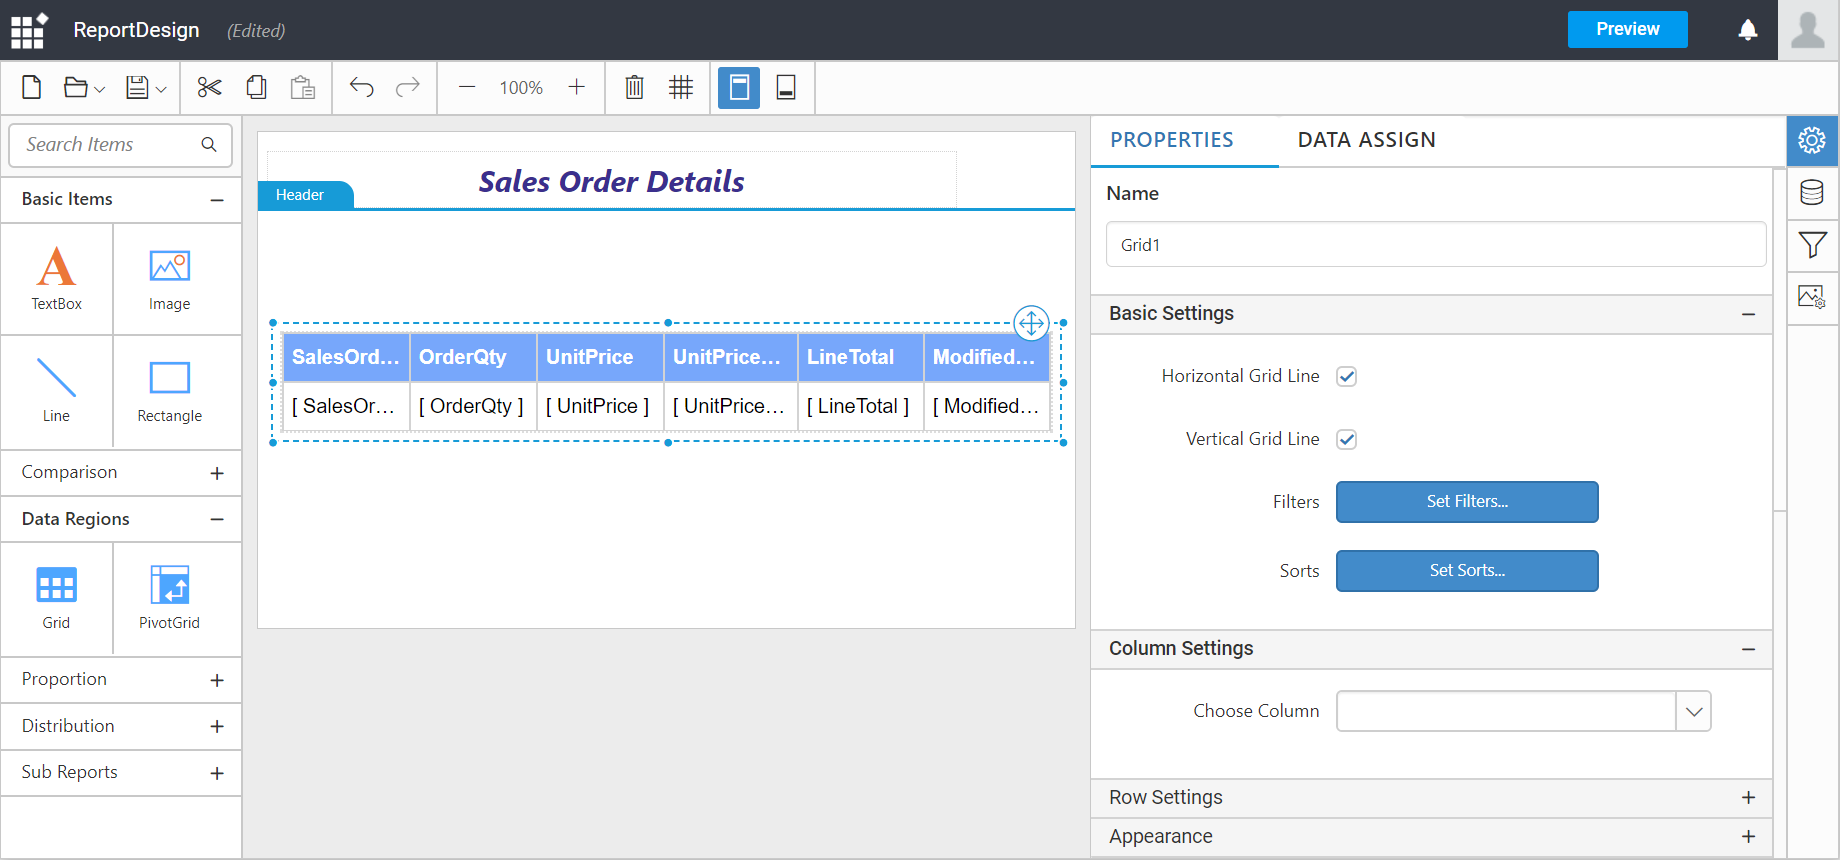 ReportDesign (Edited) Preview
100%
Search Items
Basic Items
TextBox Image
Line Rectangle
Comparison
Data Regions
Grid PivotGrid
Proportion
Distribution
Sub Reports
Sales Order Details
Header
SalesOrd... OrderQty UnitPrice UnitPrice... LineTotal Modified...
[ SalesOr... [ OrderQty ] [ UnitPrice ] [ UnitPrice... [ LineTotal ] [ Modified...
PROPERTIES DATA ASSIGN
Name
Grid1
Basic Settings
Horizontal Grid Line
Vertical Grid Line
Filters Set Filters...
Sorts Set Sorts...
Column Settings
Choose Column
Row Settings
Appearance